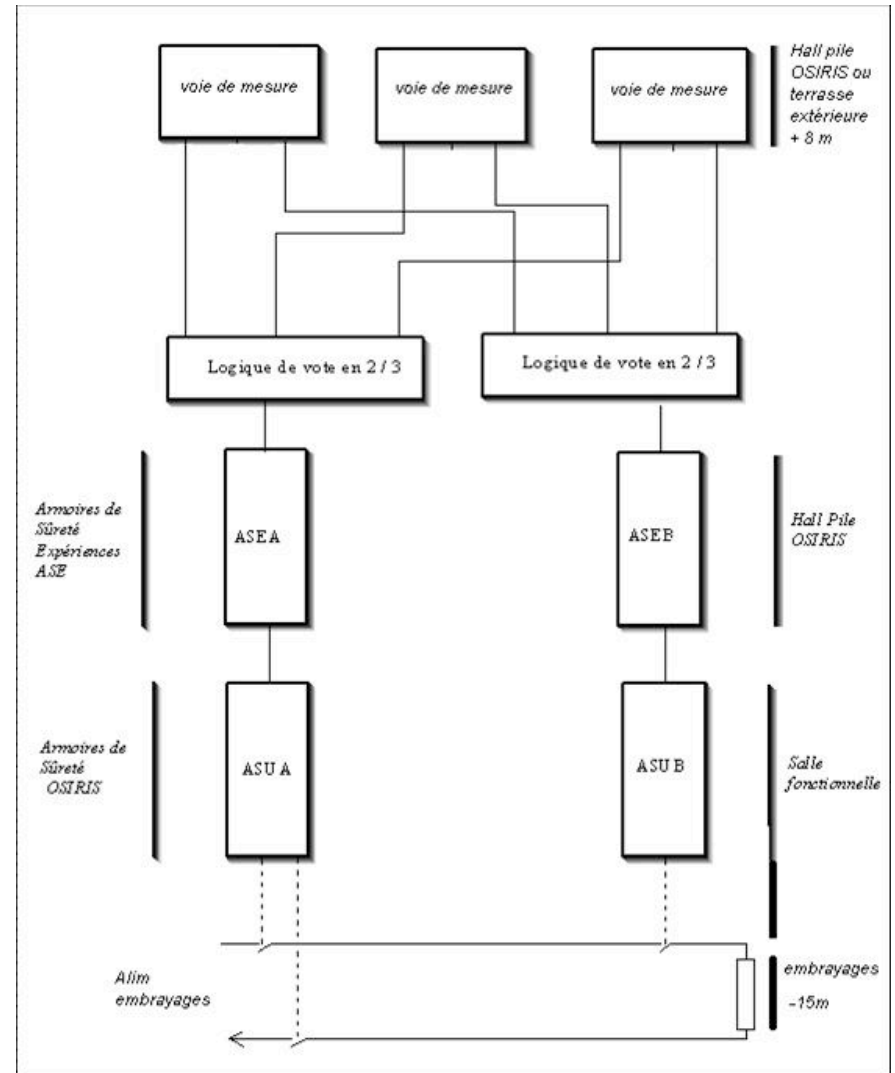 voie de mesure
voie de mesure
voie de mesure
Hall pile
OSIRIS ou
terrasse
extérieure
+ 8 m
Logique de vote en 2 / 3
Logique de vote en 2 / 3
Armoires de
Sûreté
Expériences
ASE
ASEA
ASEB
Hall Pile
OSIRIS
Armoires de
Sûreté
OSIRIS
ASU A
ASU B
Salle
fonctionnelle
Alim
embrayages
embrayages
-15m